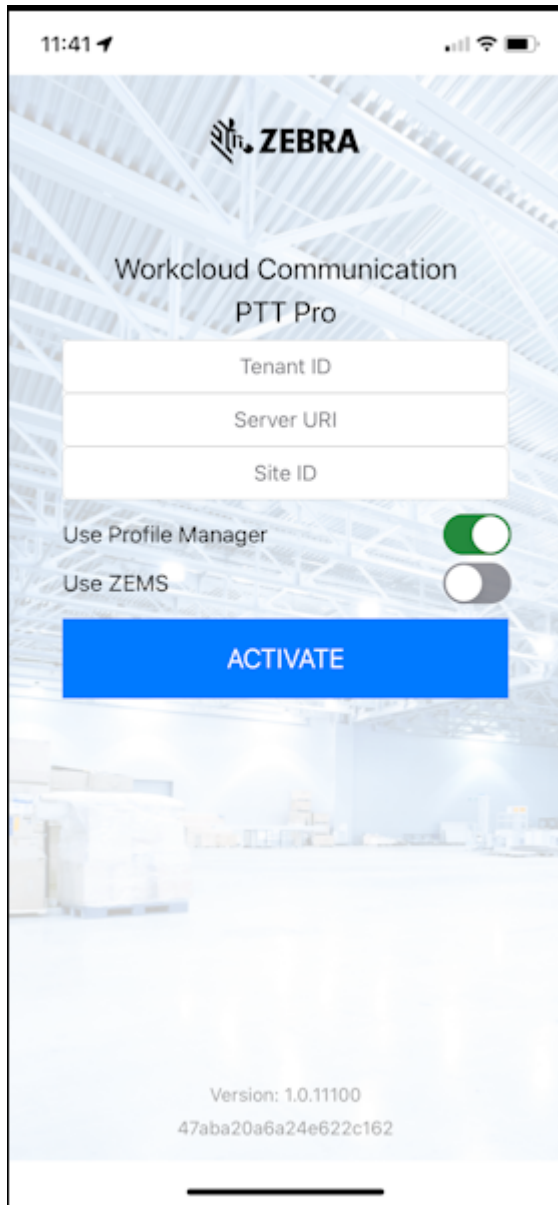 11:41
ZEBRA
Workcloud Communication
PTT Pro
Tenant ID
Server URI
Site ID
Use Profile Manager
Use ZEMS
ACTIVATE
Version: 1.0.11100
47aba20a6a24e622c162